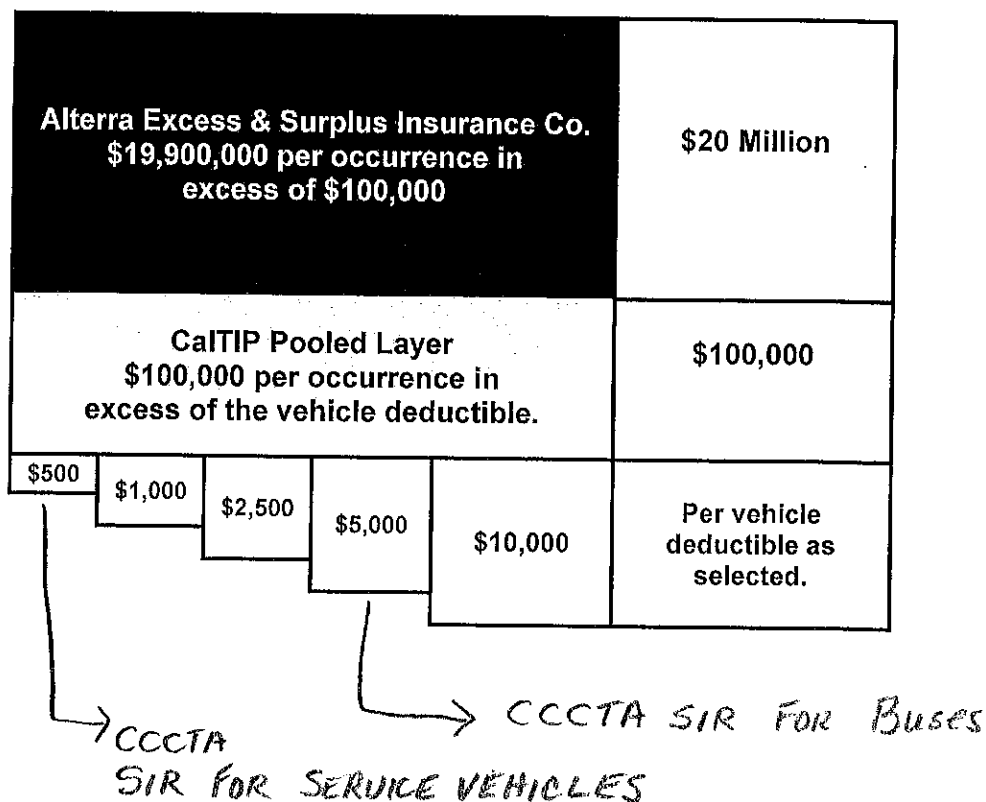 Alterra Excess & Surplus Insurance Co.
$19,900,000 per occurrence in
excess of $100,000
$20 Million
CalTIP Pooled Layer
$100,000 per occurrence in
excess of the vehicle deductible.
$100,000
$500
$1,000
$2,500
$5,000
$10,000
Per vehicle
deductible as
selected.
CCCTA SIR FOR Buses
CCCTA
SIR FOR SERVICE VEHICLES